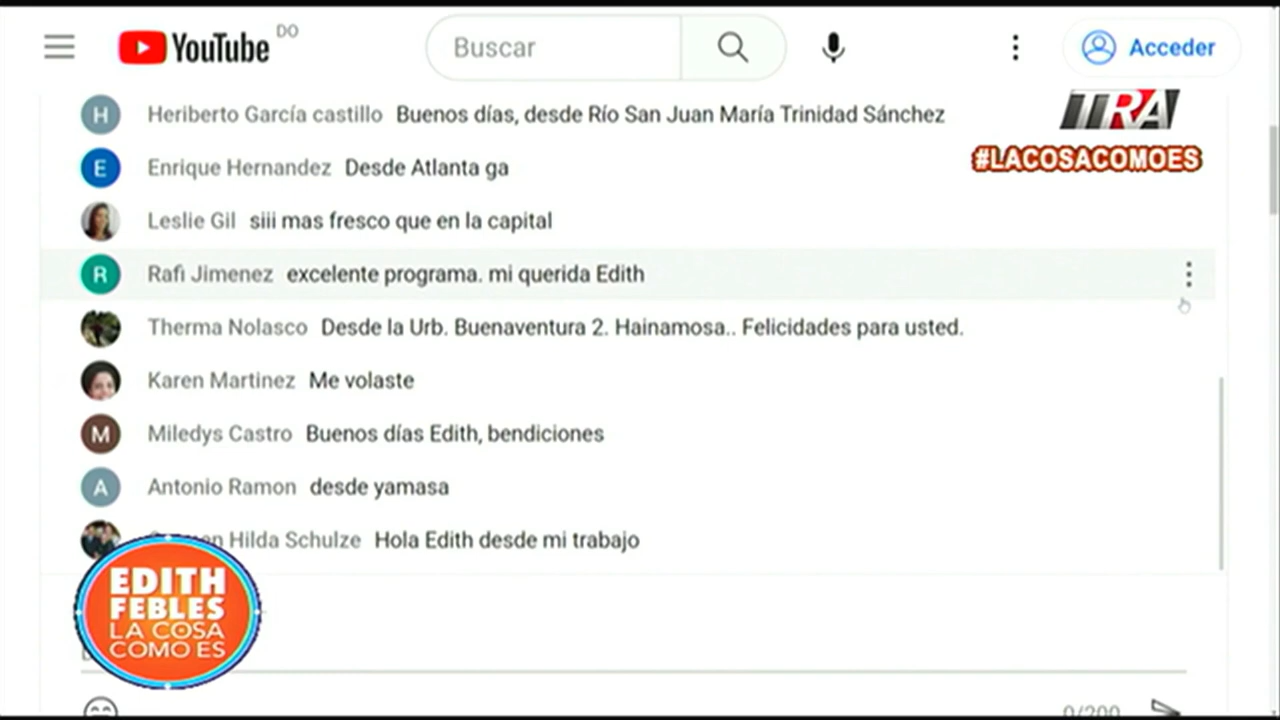 YouTube DO
Buscar
Acceder
TRA
#LACOSACOMOES
H Heriberto García castillo Buenos días, desde Río San Juan María Trinidad Sánchez
E Enrique Hernandez Desde Atlanta ga
Leslie Gil siii mas fresco que en la capital
R Rafi Jimenez excelente programa. mi querida Edith
Therma Nolasco Desde la Urb. Buenaventura 2. Hainamosa.. Felicidades para usted.
Karen Martinez Me volaste
M Miledys Castro Buenos días Edith, bendiciones
A Antonio Ramon desde yamasa
Hilda Schulze Hola Edith desde mi trabajo
EDITH
FEBLES
LA COSA
COMO ES
0/200